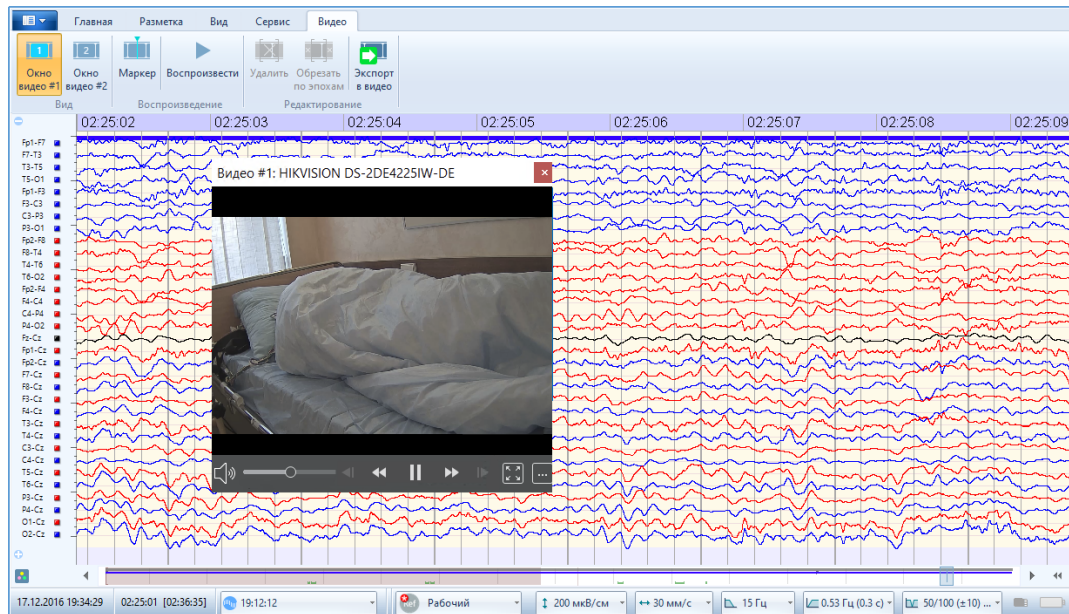 Главная Разметка Вид Сервис Видео
1 2
Окно видео #1
Окно видео #2
Маркер
Воспроизвести
Удалить
Обрезать по эпохам
Экспорт в видео
Вид Воспроизведение Редактирование
02:25:02 02:25:03 02:25:04 02:25:05 02:25:06 02:25:07 02:25:08 02:25:09
Fp1-F7
F7-T3
T3-T5
T5-O1
Fp1-F3
F3-C3
C3-P3
P3-O1
Fp2-F8
F8-T4
T4-T6
T6-O2
Fp2-F4
F4-C4
C4-P4
P4-O2
Fz-Cz
Fp1-Cz
Fp2-Cz
F7-Cz
F8-Cz
F3-Cz
F4-Cz
T3-Cz
T4-Cz
C3-Cz
C4-Cz
T5-Cz
T6-Cz
P3-Cz
P4-Cz
O1-Cz
O2-Cz
Видео #1: HIKVISION DS-2DE4225IW-DE
17.12.2016 19:34:29 02:25:01 [02:36:35] 19:12:12 Ref Рабочий 200 мкВ/см 30 мм/с 15 Гц 0.53 Гц (0.3 с) 50/100 (±10) ...